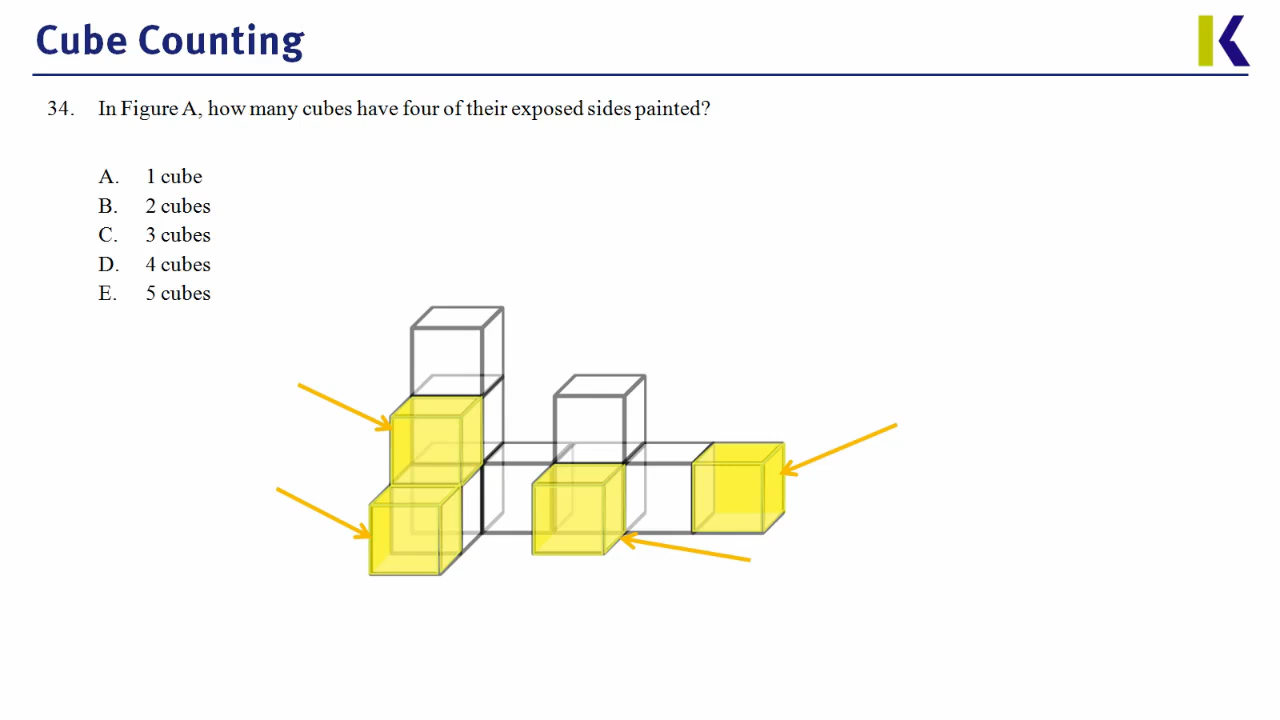 Cube Counting
34. In Figure A, how many cubes have four of their exposed sides painted?
A. 1 cube
B. 2 cubes
C. 3 cubes
D. 4 cubes
E. 5 cubes